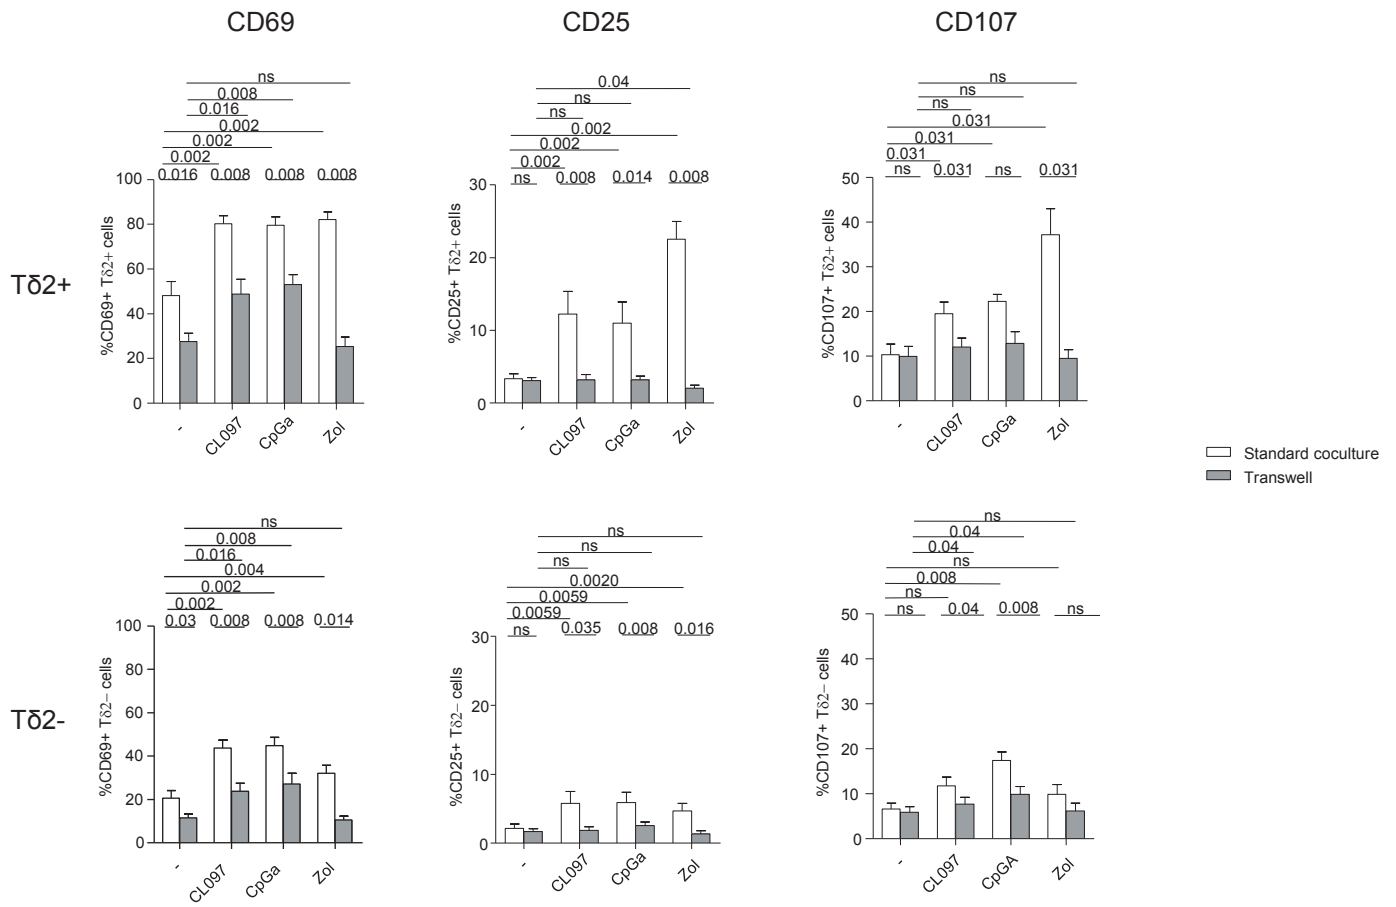 CD69 CD25 CD107
Tδ2+
ns
0.008
0.016
0.002
0.002
0.002
0.016 0.008 0.008 0.008
100
80
60
40
20
0
%CD69+ Tδ2+ cells
- CL097 CpGa Zol
0.04
ns
ns
0.002
0.002
0.002
ns 0.008 0.014 0.008
30
20
10
0
%CD25+ Tδ2+ cells
- CL097 CpGa Zol
ns
ns
ns
0.031
0.031
0.031
ns 0.031 ns 0.031
50
40
30
20
10
0
%CD107+ Tδ2+ cells
- CL097 CpGa Zol
Standard coculture
Transwell
Tδ2-
ns
0.008
0.016
0.004
0.002
0.002
0.03 0.008 0.008 0.014
100
80
60
40
20
0
%CD69+ Tδ2− cells
- CL097 CpGa Zol
ns
ns
ns
0.0020
0.0059
0.0059
ns 0.035 0.008 0.016
30
20
10
0
%CD25+ Tδ2− cells
- CL097 CpGa Zol
ns
0.04
0.04
ns
0.008
ns
ns 0.04 0.008 ns
50
40
30
20
10
0
%CD107+ Tδ2− cells
- CL097 CpGA Zol